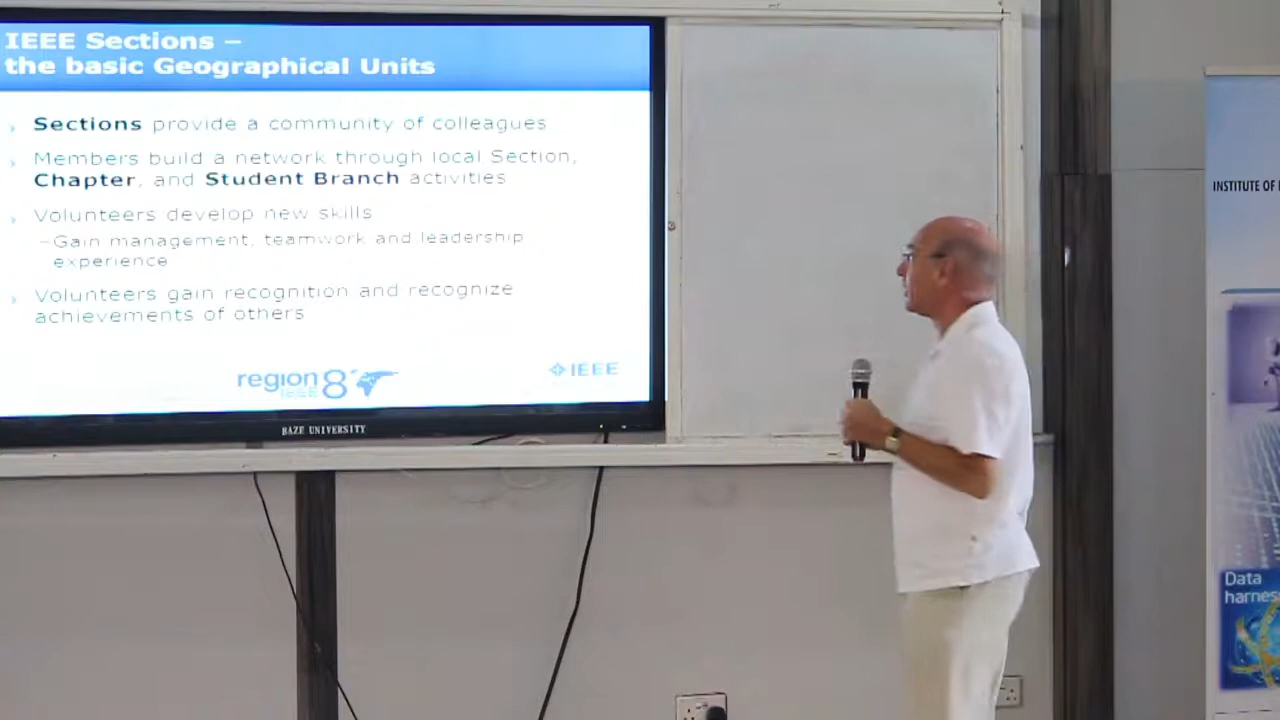 IEEE Sections –
the basic Geographical Units
Sections provide a community of colleagues
Members build a network through local Section,
Chapter, and Student Branch activities
Volunteers develop new skills
–Gain management, teamwork and leadership
experience
Volunteers gain recognition and recognize
achievements of others
region 8
IEEE
IEEE
BAZE UNIVERSITY
INSTITUTE OF
Data